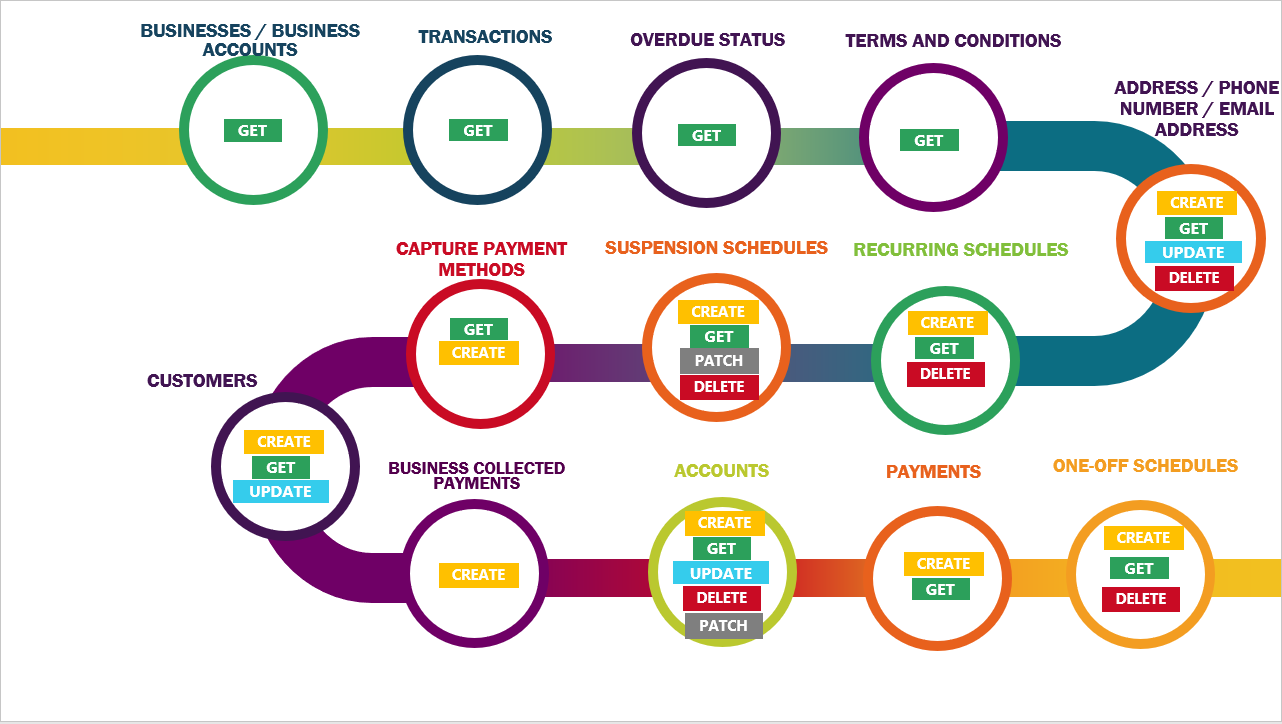 BUSINESSES / BUSINESS
ACCOUNTS
GET
TRANSACTIONS
GET
OVERDUE STATUS
GET
TERMS AND CONDITIONS
GET
ADDRESS / PHONE
NUMBER / EMAIL
ADDRESS
CREATE
GET
UPDATE
DELETE
RECURRING SCHEDULES
CREATE
GET
DELETE
SUSPENSION SCHEDULES
CREATE
GET
PATCH
DELETE
CAPTURE PAYMENT
METHODS
GET
CREATE
CUSTOMERS
CREATE
GET
UPDATE
BUSINESS COLLECTED
PAYMENTS
CREATE
ACCOUNTS
CREATE
GET
UPDATE
DELETE
PATCH
PAYMENTS
CREATE
GET
ONE-OFF SCHEDULES
CREATE
GET
DELETE